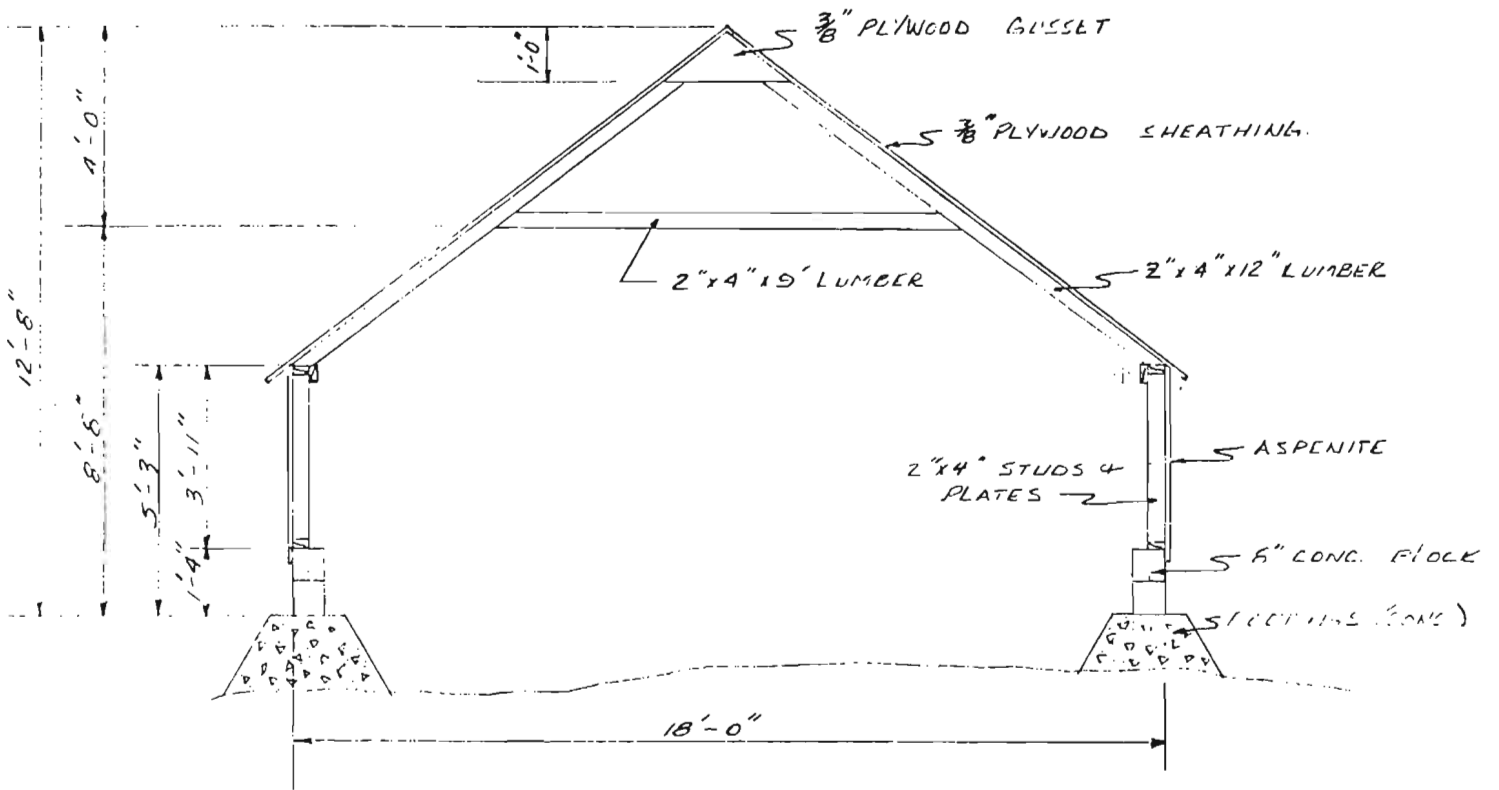 3/8" PLYWOOD GUSSET
1'-0"
4'-0"
3/8" PLYWOOD SHEATHING.
2"x4"x9' LUMBER
2"x4"x12" LUMBER
12'-8"
8'-8"
5'-3"
3'-11"
1'-4"
2"x4" STUDS &
PLATES
ASPENITE
CONC. BLOCK
18'-0"